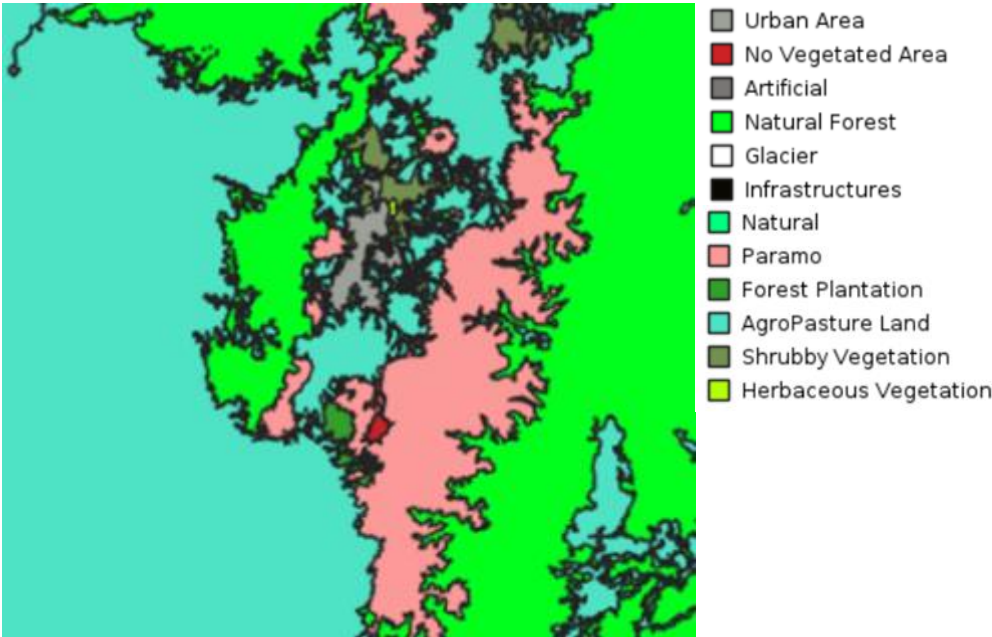 Urban Area
No Vegetated Area
Artificial
Natural Forest
Glacier
Infrastructures
Natural
Paramo
Forest Plantation
AgroPasture Land
Shrubby Vegetation
Herbaceous Vegetation